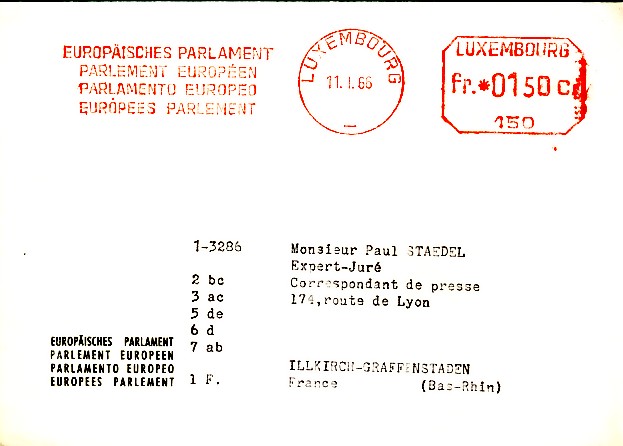 EUROPÄISCHES PARLAMENT
PARLEMENT EUROPÉEN
PARLAMENTO EUROPEO
EUROPEES PARLEMENT
LUXEMBOURG
11.1.66
LUXEMBOURG
fr.*0150 c
150
1-3286
2 bc
3 ac
5 de
6 d
7 ab
1 F.
Monsieur Paul STAEDEL
Expert-Juré
Correspondant de presse
174,route de Lyon
ILLKIRCH-GRAFFENSTADEN
France (Bas-Rhin)
EUROPÄISCHES PARLAMENT
PARLEMENT EUROPEEN
PARLAMENTO EUROPEO
EUROPEES PARLEMENT